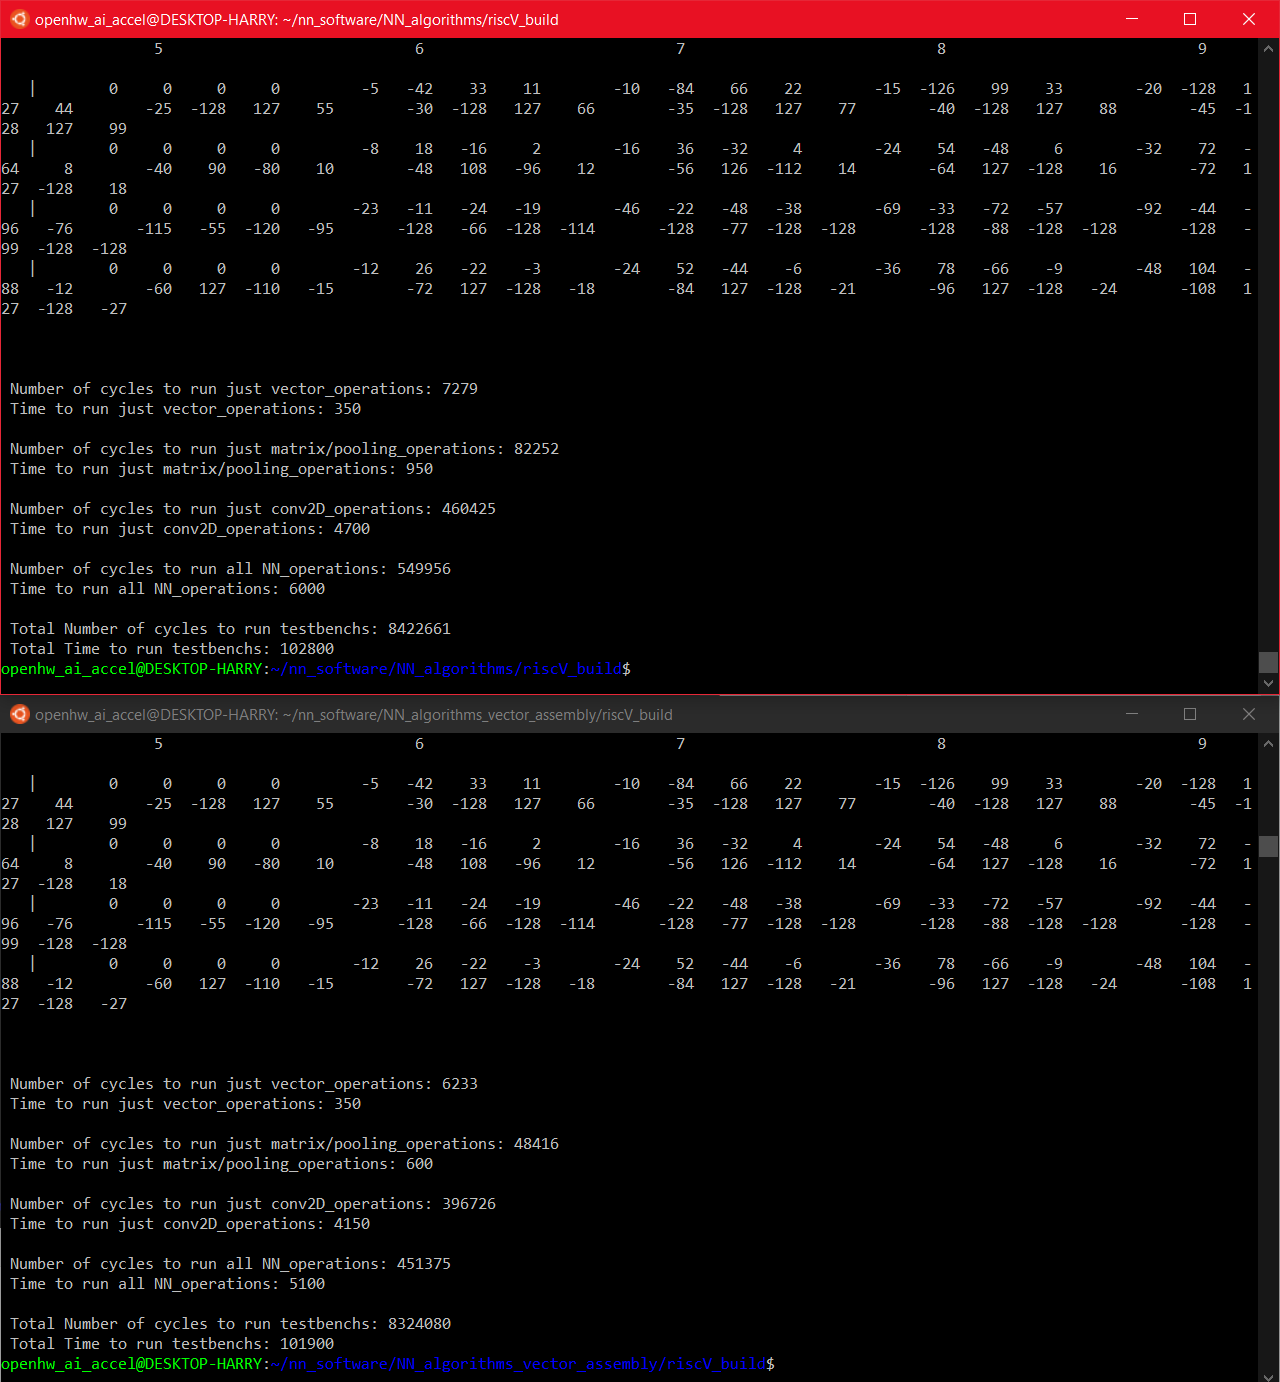 openhw_ai_accel@DESKTOP-HARRY: ~/nn_software/NN_algorithms/riscV_build
5 6 7 8 9
| 0 0 0 0 -5 -42 33 11 -10 -84 66 22 -15 -126 99 33 -20 -128 1
27 44 -25 -128 127 55 -30 -128 127 66 -35 -128 127 77 -40 -128 127 88 -45 -1
28 127 99
| 0 0 0 0 -8 18 -16 2 -16 36 -32 4 -24 54 -48 6 -32 72 -
64 8 -40 90 -80 10 -48 108 -96 12 -56 126 -112 14 -64 127 -128 16 -72 1
27 -128 18
| 0 0 0 0 -23 -11 -24 -19 -46 -22 -48 -38 -69 -33 -72 -57 -92 -44 -
96 -76 -115 -55 -120 -95 -128 -66 -128 -114 -128 -77 -128 -128 -128 -88 -128 -128 -128 -
99 -128 -128
| 0 0 0 0 -12 26 -22 -3 -24 52 -44 -6 -36 78 -66 -9 -48 104 -
88 -12 -60 127 -110 -15 -72 127 -128 -18 -84 127 -128 -21 -96 127 -128 -24 -108 1
27 -128 -27
Number of cycles to run just vector_operations: 7279
Time to run just vector_operations: 350
Number of cycles to run just matrix/pooling_operations: 82252
Time to run just matrix/pooling_operations: 950
Number of cycles to run just conv2D_operations: 460425
Time to run just conv2D_operations: 4700
Number of cycles to run all NN_operations: 549956
Time to run all NN_operations: 6000
Total Number of cycles to run testbenchs: 8422661
Total Time to run testbenchs: 102800
openhw_ai_accel@DESKTOP-HARRY:~/nn_software/NN_algorithms/riscV_build$
openhw_ai_accel@DESKTOP-HARRY: ~/nn_software/NN_algorithms_vector_assembly/riscV_build
5 6 7 8 9
| 0 0 0 0 -5 -42 33 11 -10 -84 66 22 -15 -126 99 33 -20 -128 1
27 44 -25 -128 127 55 -30 -128 127 66 -35 -128 127 77 -40 -128 127 88 -45 -1
28 127 99
| 0 0 0 0 -8 18 -16 2 -16 36 -32 4 -24 54 -48 6 -32 72 -
64 8 -40 90 -80 10 -48 108 -96 12 -56 126 -112 14 -64 127 -128 16 -72 1
27 -128 18
| 0 0 0 0 -23 -11 -24 -19 -46 -22 -48 -38 -69 -33 -72 -57 -92 -44 -
96 -76 -115 -55 -120 -95 -128 -66 -128 -114 -128 -77 -128 -128 -128 -88 -128 -128 -128 -
99 -128 -128
| 0 0 0 0 -12 26 -22 -3 -24 52 -44 -6 -36 78 -66 -9 -48 104 -
88 -12 -60 127 -110 -15 -72 127 -128 -18 -84 127 -128 -21 -96 127 -128 -24 -108 1
27 -128 -27
Number of cycles to run just vector_operations: 6233
Time to run just vector_operations: 350
Number of cycles to run just matrix/pooling_operations: 48416
Time to run just matrix/pooling_operations: 600
Number of cycles to run just conv2D_operations: 396726
Time to run just conv2D_operations: 4150
Number of cycles to run all NN_operations: 451375
Time to run all NN_operations: 5100
Total Number of cycles to run testbenchs: 8324080
Total Time to run testbenchs: 101900
openhw_ai_accel@DESKTOP-HARRY:~/nn_software/NN_algorithms_vector_assembly/riscV_build$